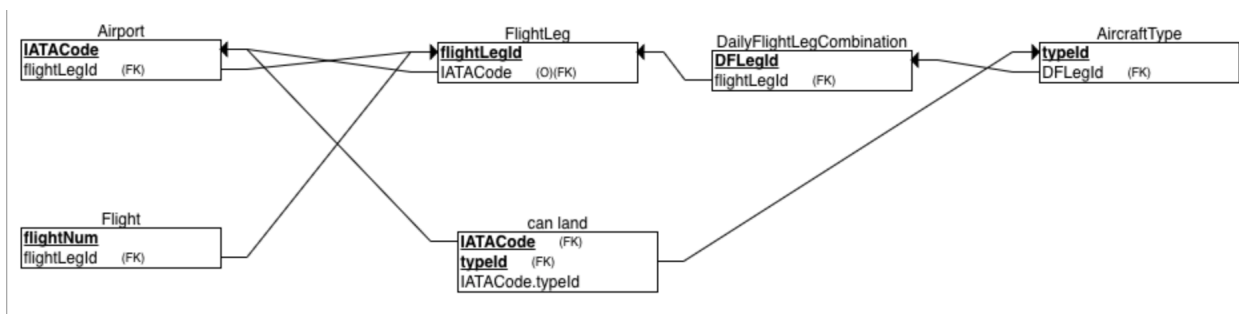 Airport
IATACode
flightLegId (FK)
FlightLeg
flightLegId
IATACode (O)(FK)
DailyFlightLegCombination
DFLegId
flightLegId (FK)
AircraftType
typeId
DFLegId (FK)
Flight
flightNum
flightLegId (FK)
can land
IATACode (FK)
typeId (FK)
IATACode.typeId